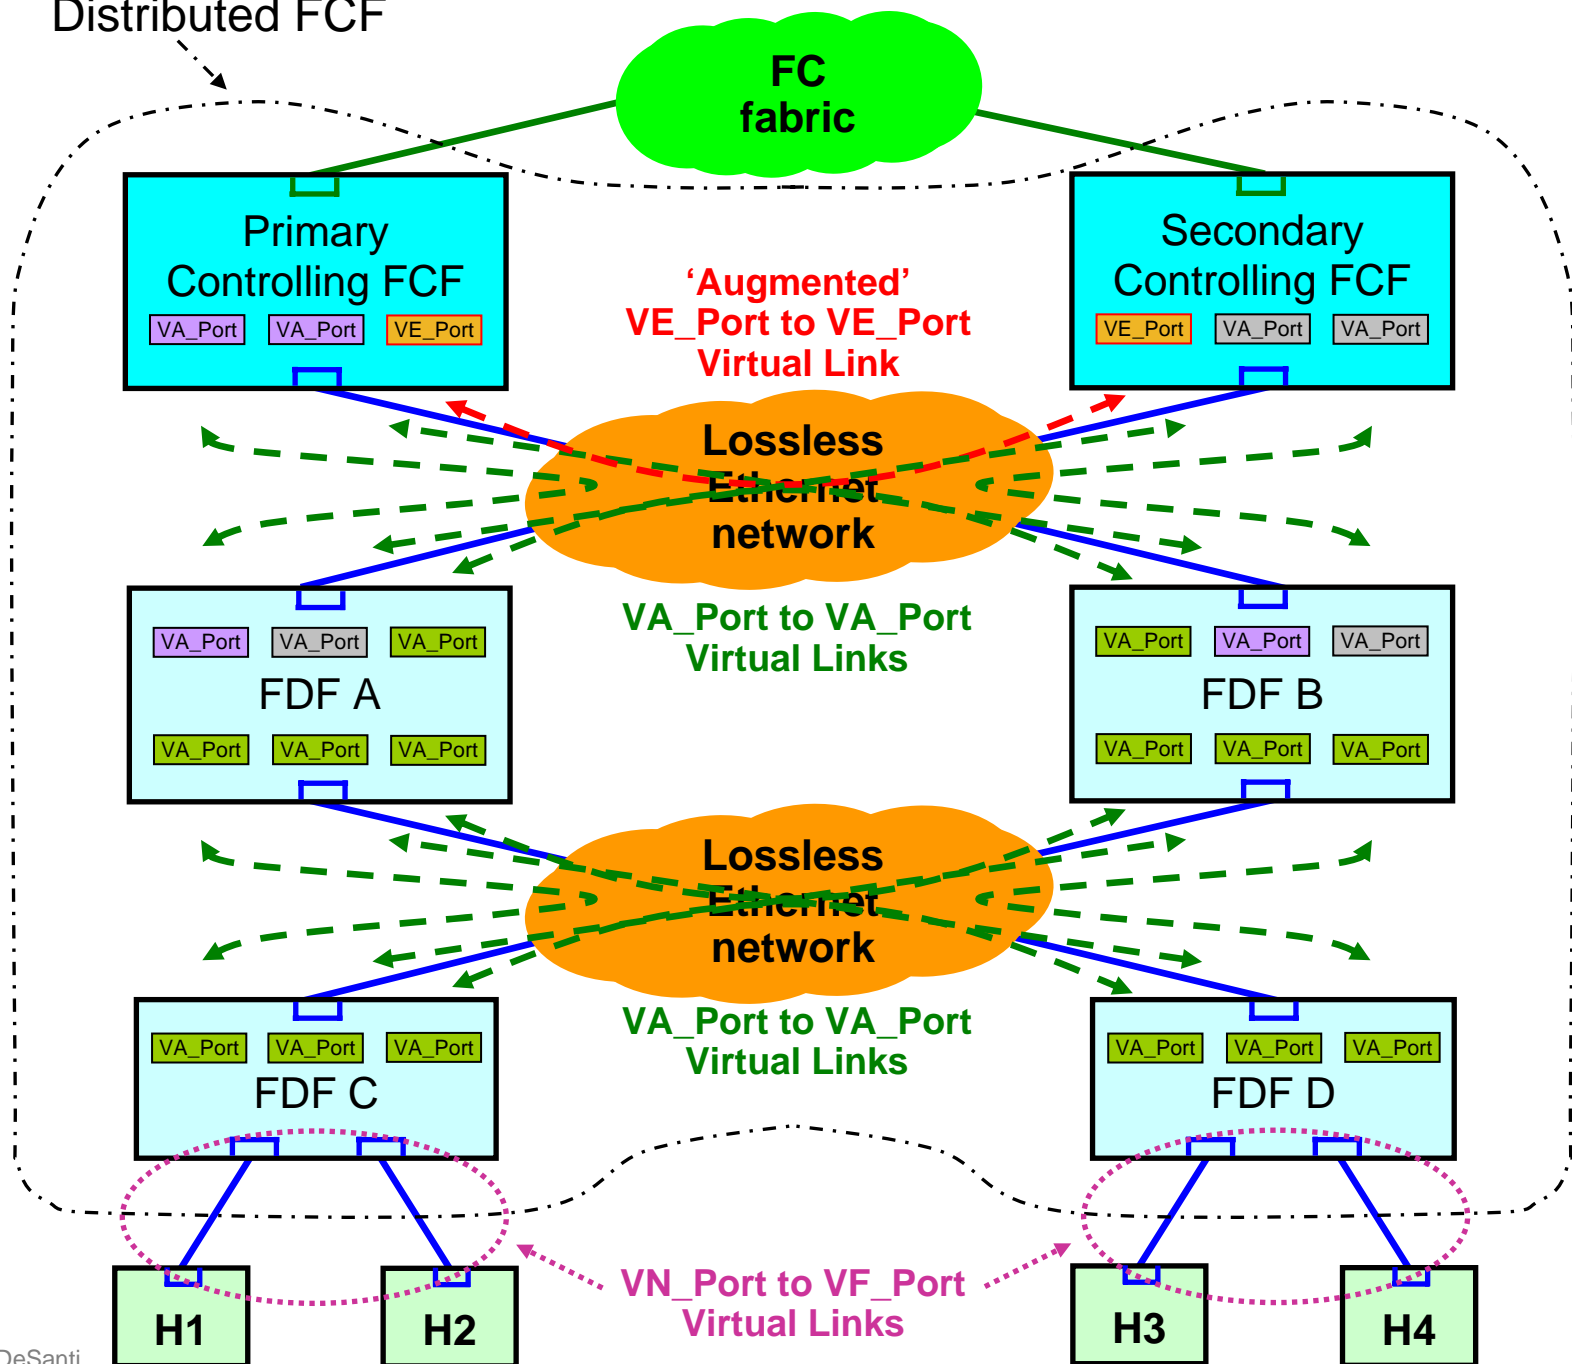 Distributed FCF
FC
fabric
Primary
Controlling FCF
VA_Port VA_Port VE_Port
Secondary
Controlling FCF
VE_Port VA_Port VA_Port
‘Augmented’
VE_Port to VE_Port
Virtual Link
Lossless
Ethernet
network
VA_Port to VA_Port
Virtual Links
VA_Port VA_Port VA_Port
FDF A
VA_Port VA_Port VA_Port
VA_Port VA_Port VA_Port
FDF B
VA_Port VA_Port VA_Port
Lossless
Ethernet
network
VA_Port to VA_Port
Virtual Links
VA_Port VA_Port VA_Port
FDF C
VA_Port VA_Port VA_Port
FDF D
VN_Port to VF_Port
Virtual Links
H1 H2 H3 H4
DeSanti